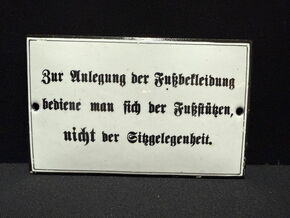 Zur Anlegung der Fußbekleidung
bediene man sich der Fußstützen,
nicht der Sitzgelegenheit.